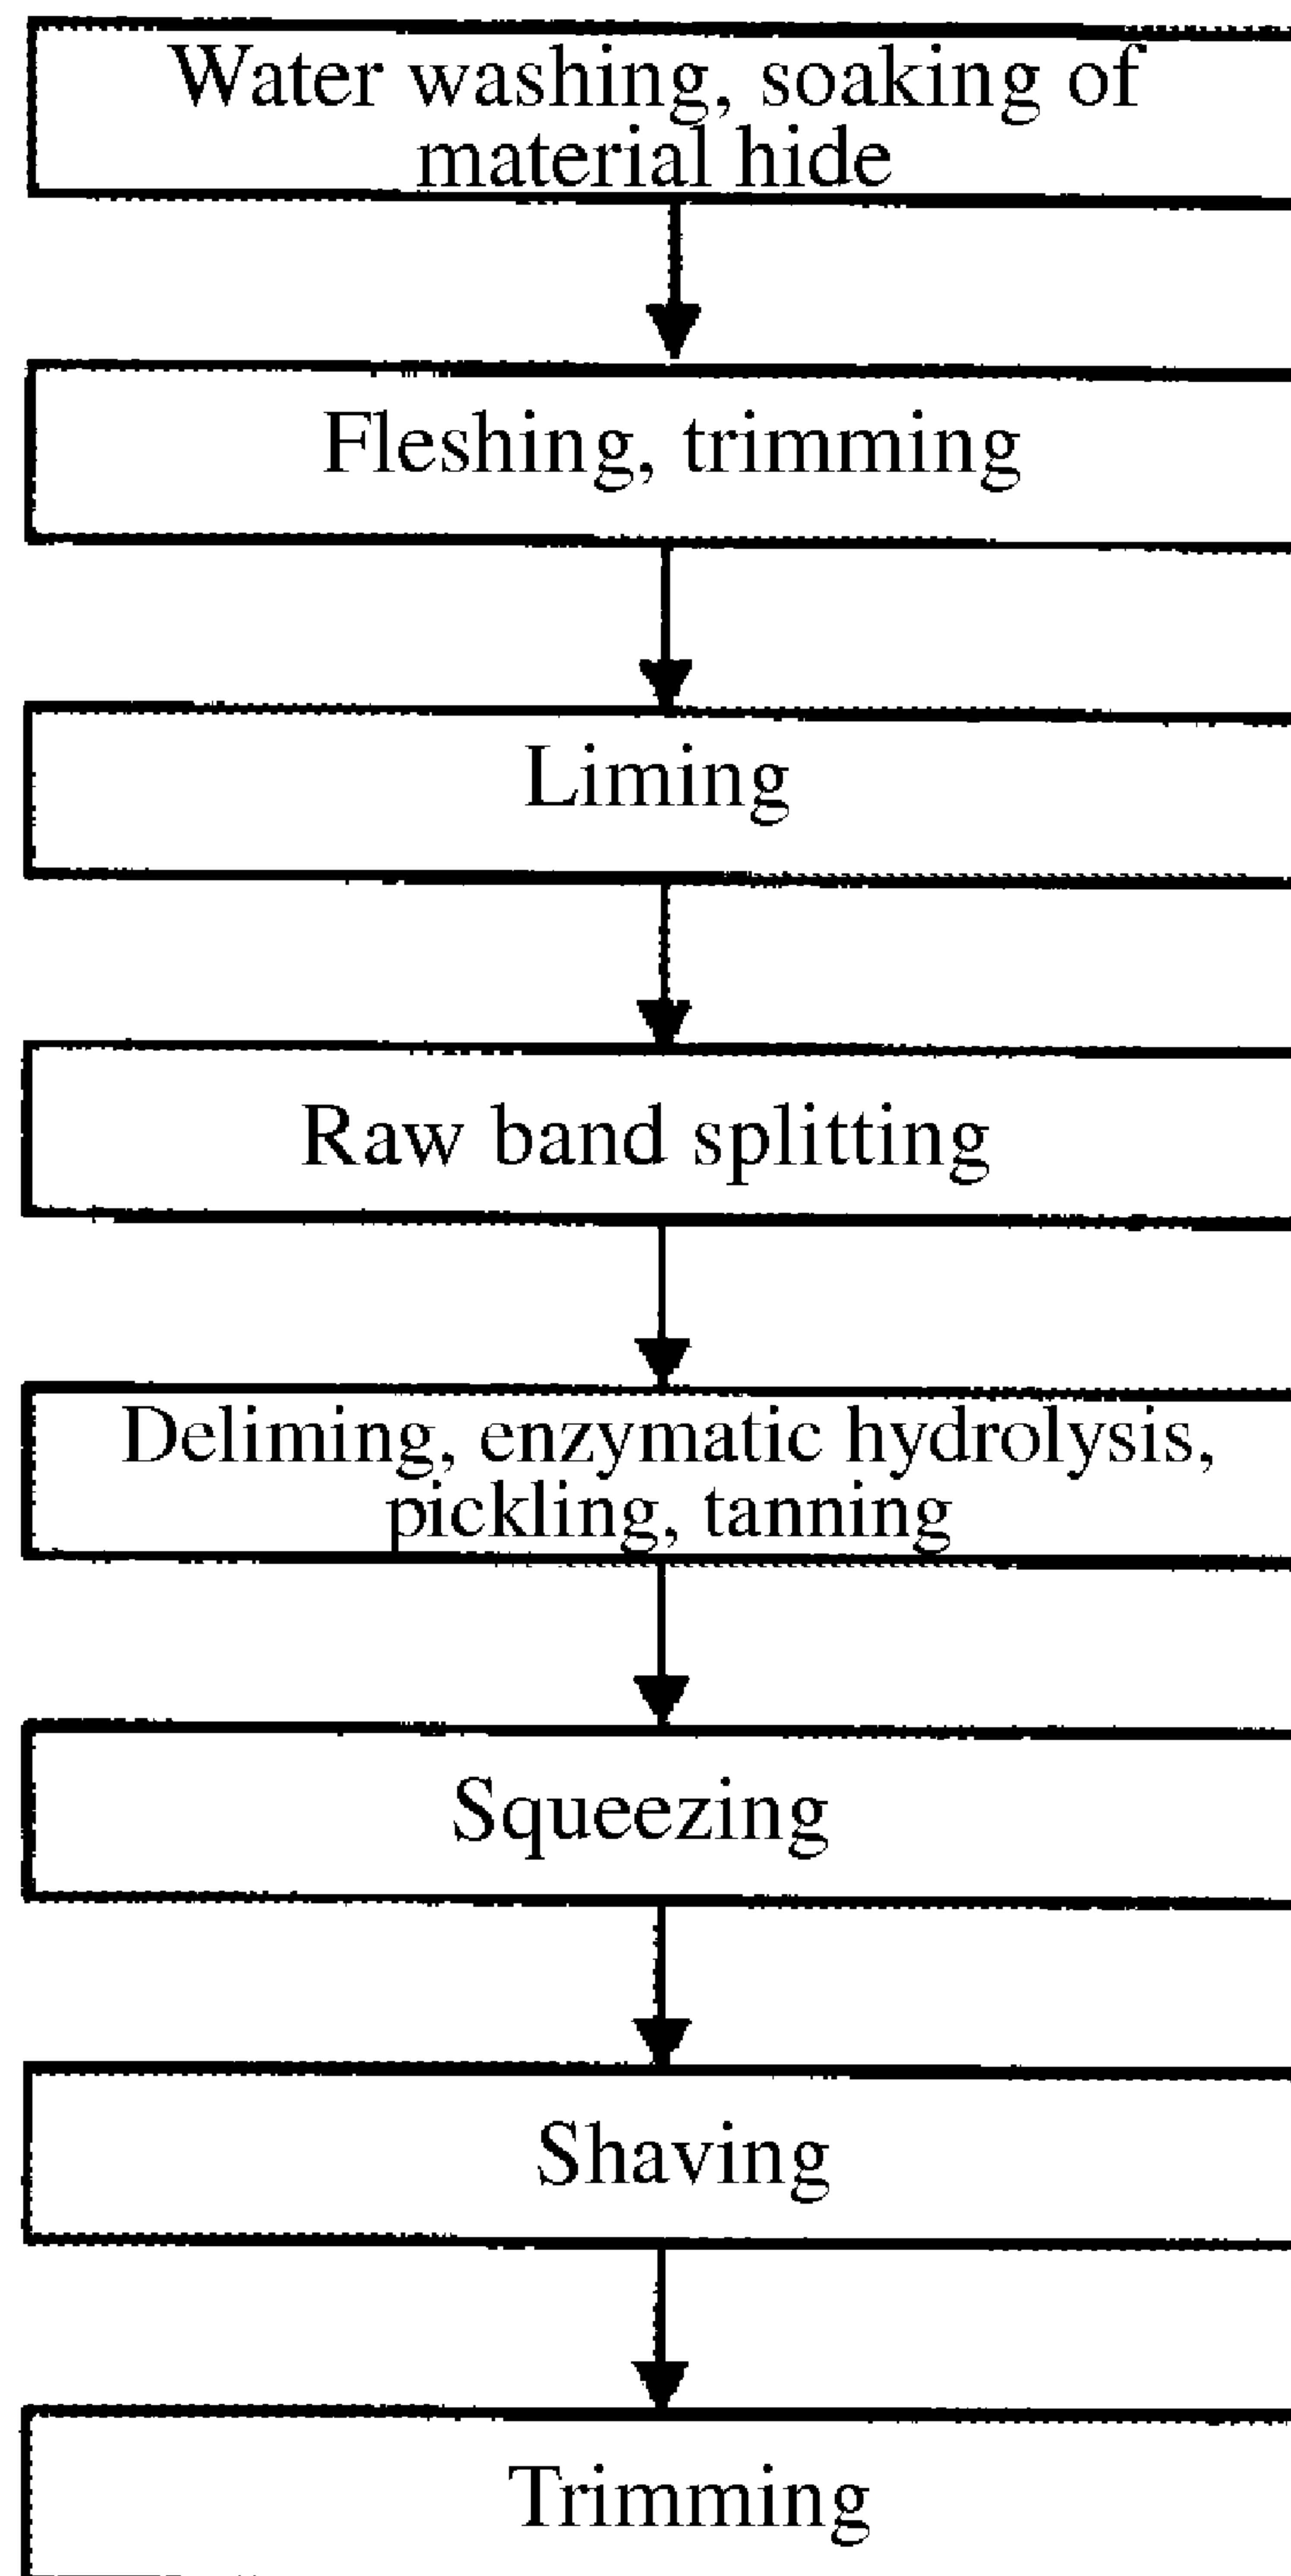 Water washing, soaking of
material hide
Fleshing, trimming
Liming
Raw band splitting
Deliming, enzymatic hydrolysis,
pickling, tanning
Squeezing
Shaving
Trimming